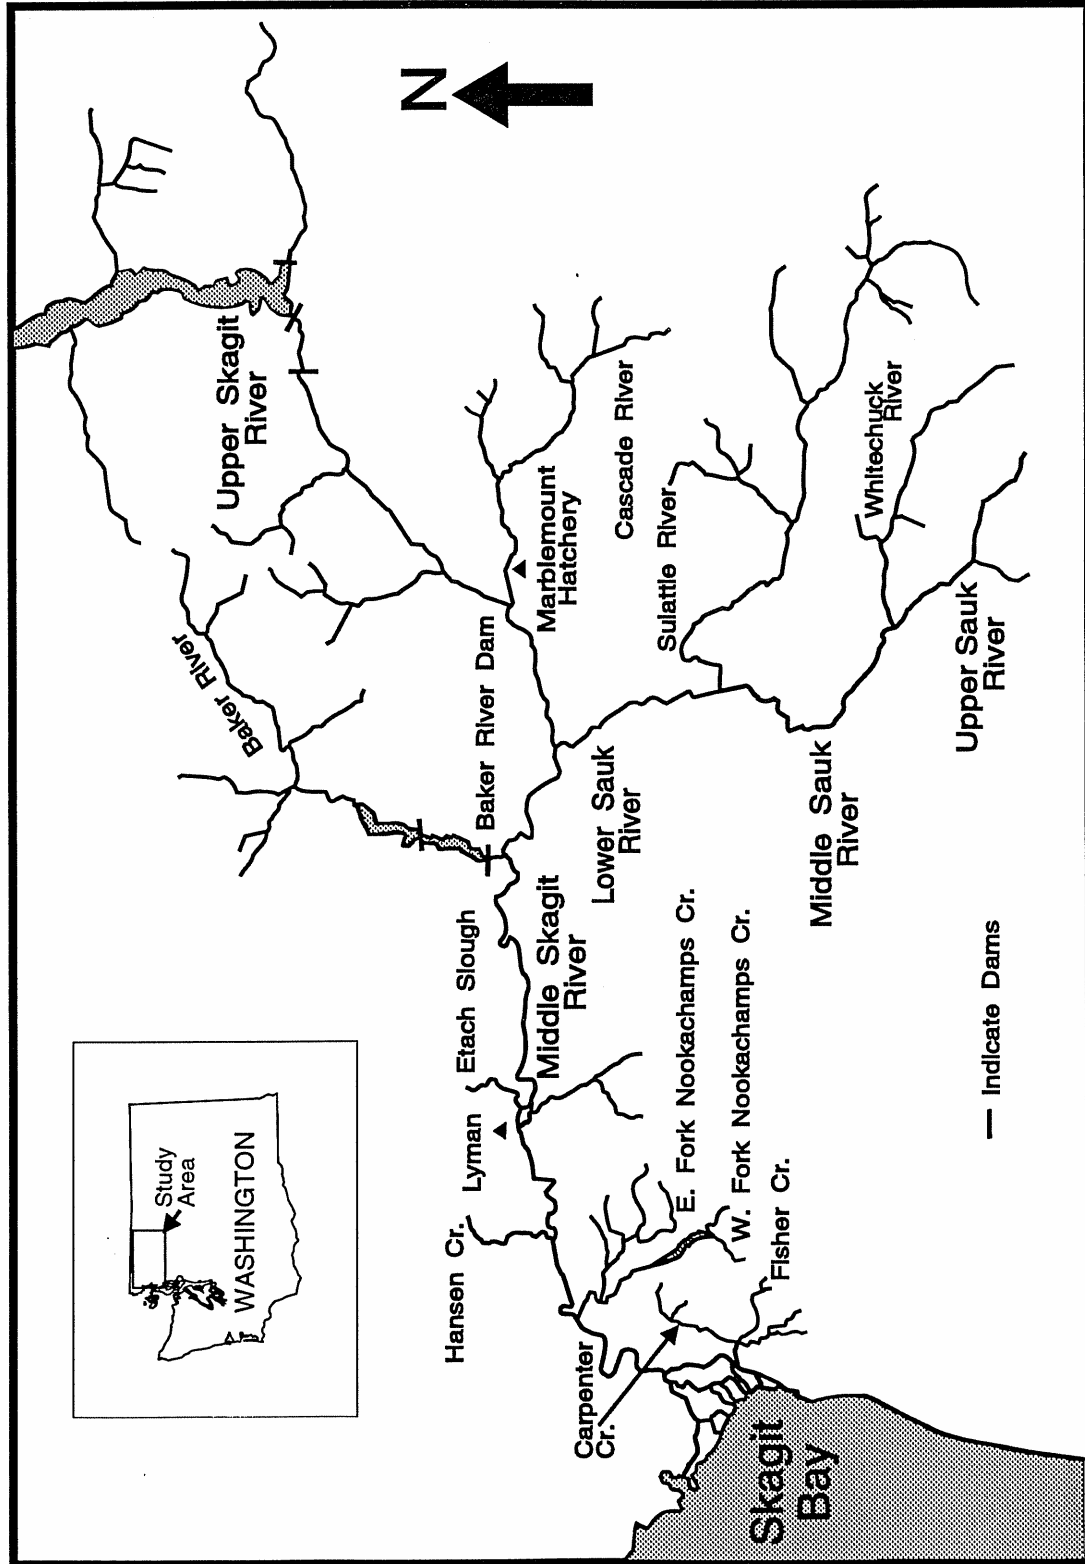 N
Upper Skagit
River
Baker River
Baker River Dam
Marblemount
Hatchery
Cascade River
Sulattle River
Whitechuck
River
Upper Sauk
River
Middle Sauk
River
Lower Sauk
River
Middle Skagit
River
Etach Slough
Lyman
Hansen Cr.
E. Fork Nookachamps Cr.
W. Fork Nookachamps Cr.
Fisher Cr.
Carpenter
Cr.
Skagit
Bay
— Indicate Dams
Study
Area
WASHINGTON